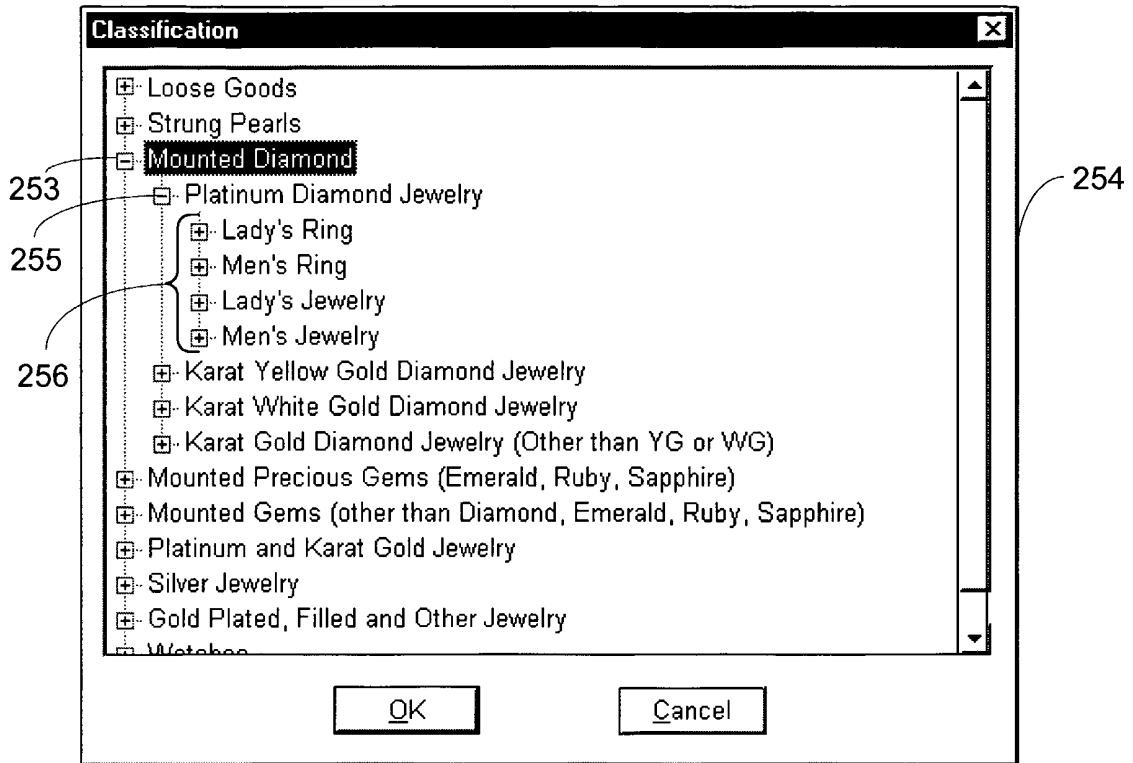 Classification
Loose Goods
Strung Pearls
Mounted Diamond
253
254
Platinum Diamond Jewelry
255
Lady's Ring
Men's Ring
Lady's Jewelry
Men's Jewelry
256
Karat Yellow Gold Diamond Jewelry
Karat White Gold Diamond Jewelry
Karat Gold Diamond Jewelry (Other than YG or WG)
Mounted Precious Gems (Emerald, Ruby, Sapphire)
Mounted Gems (other than Diamond, Emerald, Ruby, Sapphire)
Platinum and Karat Gold Jewelry
Silver Jewelry
Gold Plated, Filled and Other Jewelry
Watches
OK
Cancel